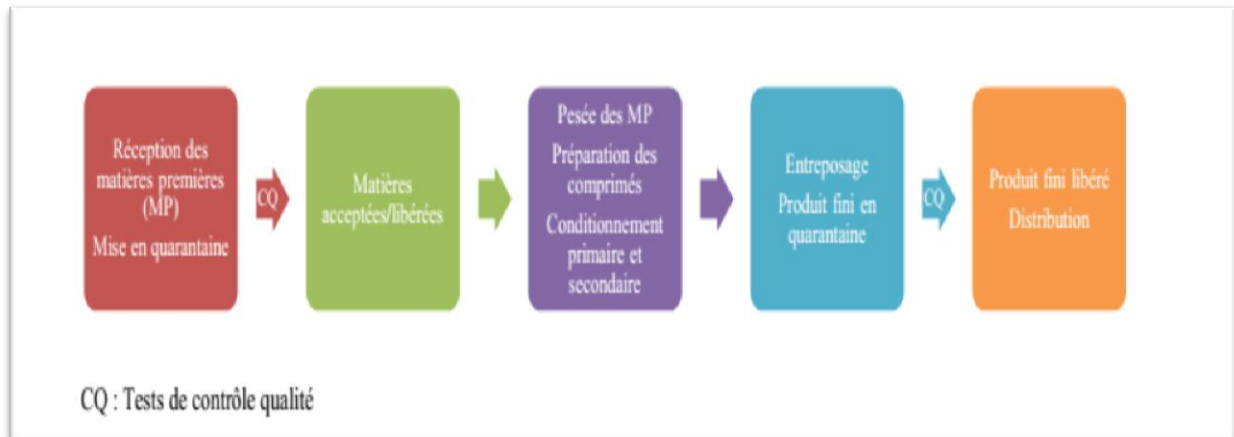 Réception des
matières premières
(MP)
Mise en quarantaine
CQ
Matières
acceptées/libérées
Pesée des MP
Préparation des
comprimés
Conditionnement
primaire et
secondaire
Entreposage
Produit fini en
quarantaine
CQ
Produit fini libéré
Distribution
CQ : Tests de contrôle qualité